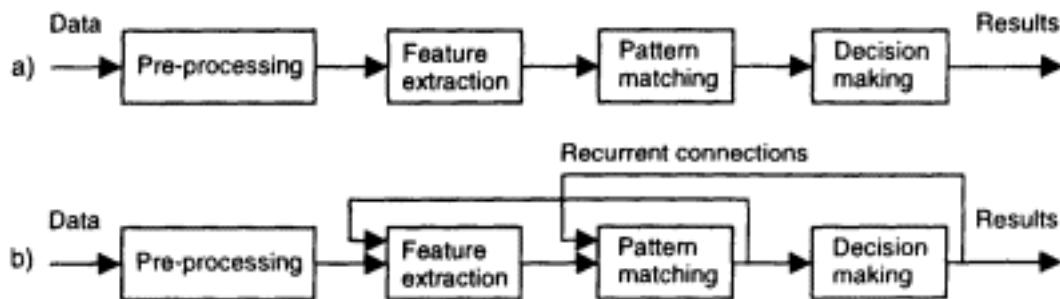 Data
Results
a)
Pre-processing
Feature
extraction
Pattern
matching
Decision
making
Recurrent connections
Data
Results
b)
Pre-processing
Feature
extraction
Pattern
matching
Decision
making